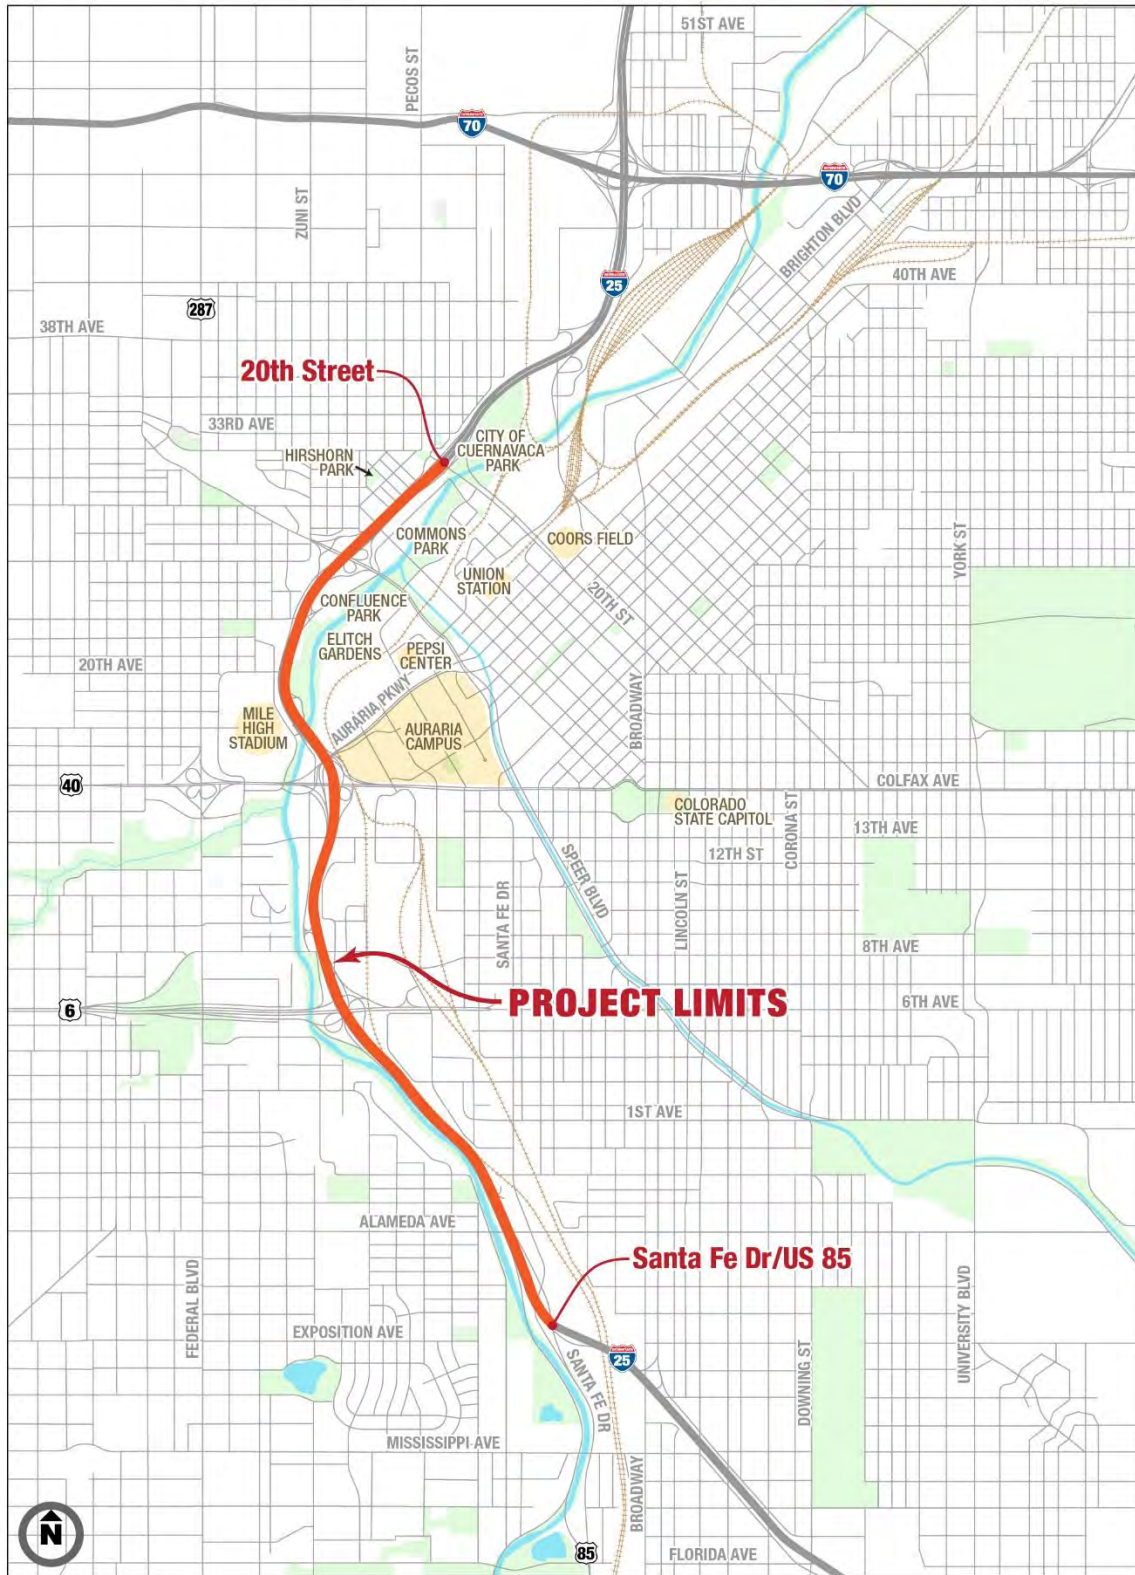 51ST AVE
PECOS ST
70
70
ZUNI ST
BRIGHTON BLVD
40TH AVE
25
287
38TH AVE
20th Street
33RD AVE
CITY OF
CUERNAVACA
PARK
HIRSHORN
PARK
COMMONS
PARK
COORS FIELD
YORK ST
UNION
STATION
20TH ST
CONFLUENCE
PARK
ELITCH
GARDENS
PEPSI
CENTER
20TH AVE
AURARIA PKWY
MILE
HIGH
STADIUM
AURARIA
CAMPUS
BROADWAY
40
COLFAX AVE
COLORADO
STATE CAPITOL
CORONA ST
13TH AVE
12TH ST
SPEER BLVD
SANTA FE DR
LINCOLN ST
8TH AVE
PROJECT LIMITS
6TH AVE
6
1ST AVE
ALAMEDA AVE
Santa Fe Dr/US 85
FEDERAL BLVD
UNIVERSITY BLVD
EXPOSITION AVE
25
SANTA FE DR
DOWNING ST
MISSISSIPPI AVE
BROADWAY
N
85
FLORIDA AVE